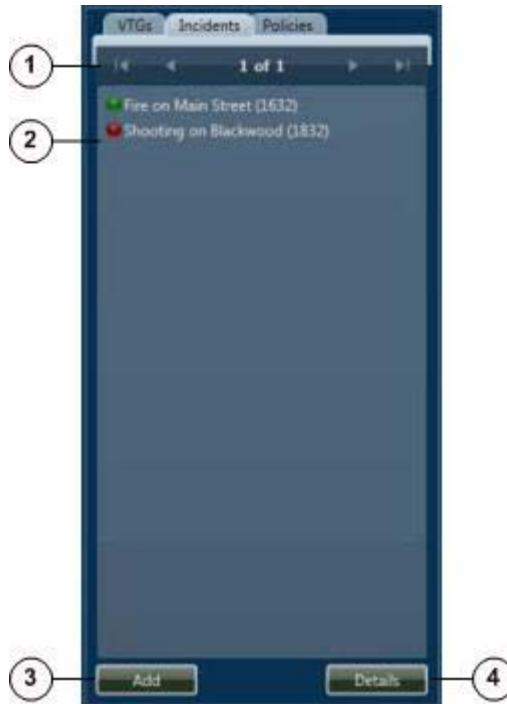 VTGs Incidents Policies
1 1 of 1
Fire on Main Street (1632)
2 Shooting on Blackwood (1832)
3 Add Details 4